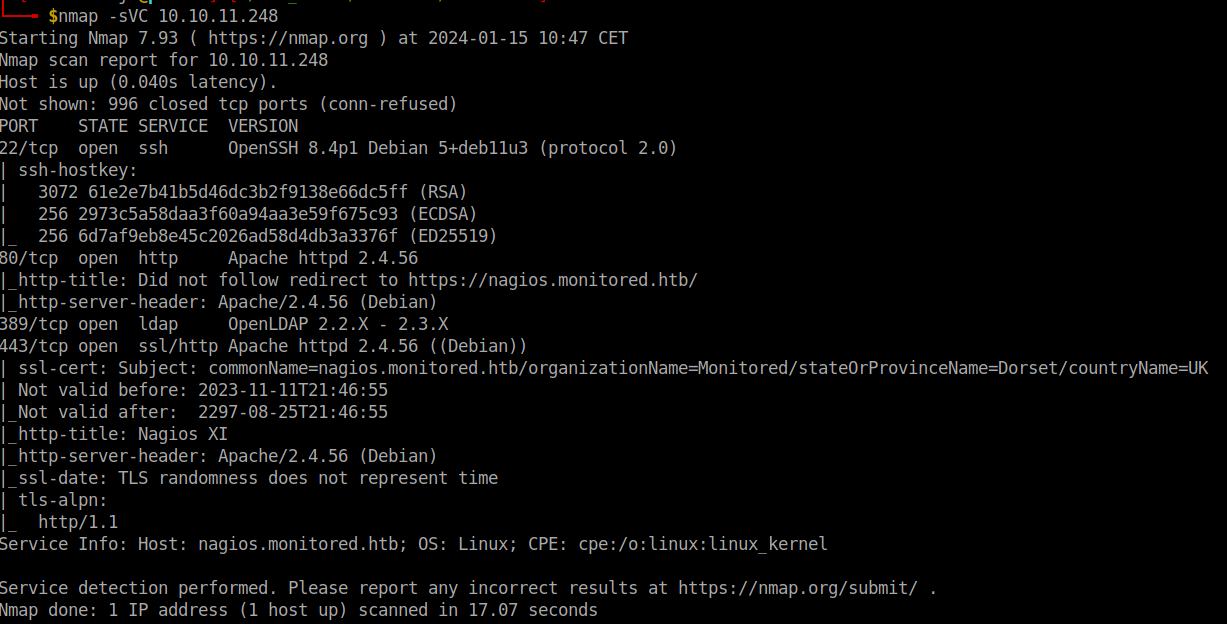 $nmap -sVC 10.10.11.248
Starting Nmap 7.93 ( https://nmap.org ) at 2024-01-15 10:47 CET
Nmap scan report for 10.10.11.248
Host is up (0.040s latency).
Not shown: 996 closed tcp ports (conn-refused)
PORT    STATE SERVICE  VERSION
22/tcp  open  ssh      OpenSSH 8.4p1 Debian 5+deb11u3 (protocol 2.0)
| ssh-hostkey:
|   3072 61e2e7b41b5d46dc3b2f9138e66dc5ff (RSA)
|   256 2973c5a58daa3f60a94aa3e59f675c93 (ECDSA)
|_  256 6d7af9eb8e45c2026ad58d4db3a3376f (ED25519)
80/tcp  open  http     Apache httpd 2.4.56
|_http-title: Did not follow redirect to https://nagios.monitored.htb/
|_http-server-header: Apache/2.4.56 (Debian)
389/tcp open  ldap     OpenLDAP 2.2.X - 2.3.X
443/tcp open  ssl/http Apache httpd 2.4.56 ((Debian))
| ssl-cert: Subject: commonName=nagios.monitored.htb/organizationName=Monitored/stateOrProvinceName=Dorset/countryName=UK
| Not valid before: 2023-11-11T21:46:55
|_Not valid after:  2297-08-25T21:46:55
|_http-title: Nagios XI
|_http-server-header: Apache/2.4.56 (Debian)
|_ssl-date: TLS randomness does not represent time
| tls-alpn:
|_  http/1.1
Service Info: Host: nagios.monitored.htb; OS: Linux; CPE: cpe:/o:linux:linux_kernel
Service detection performed. Please report any incorrect results at https://nmap.org/submit/ .
Nmap done: 1 IP address (1 host up) scanned in 17.07 seconds